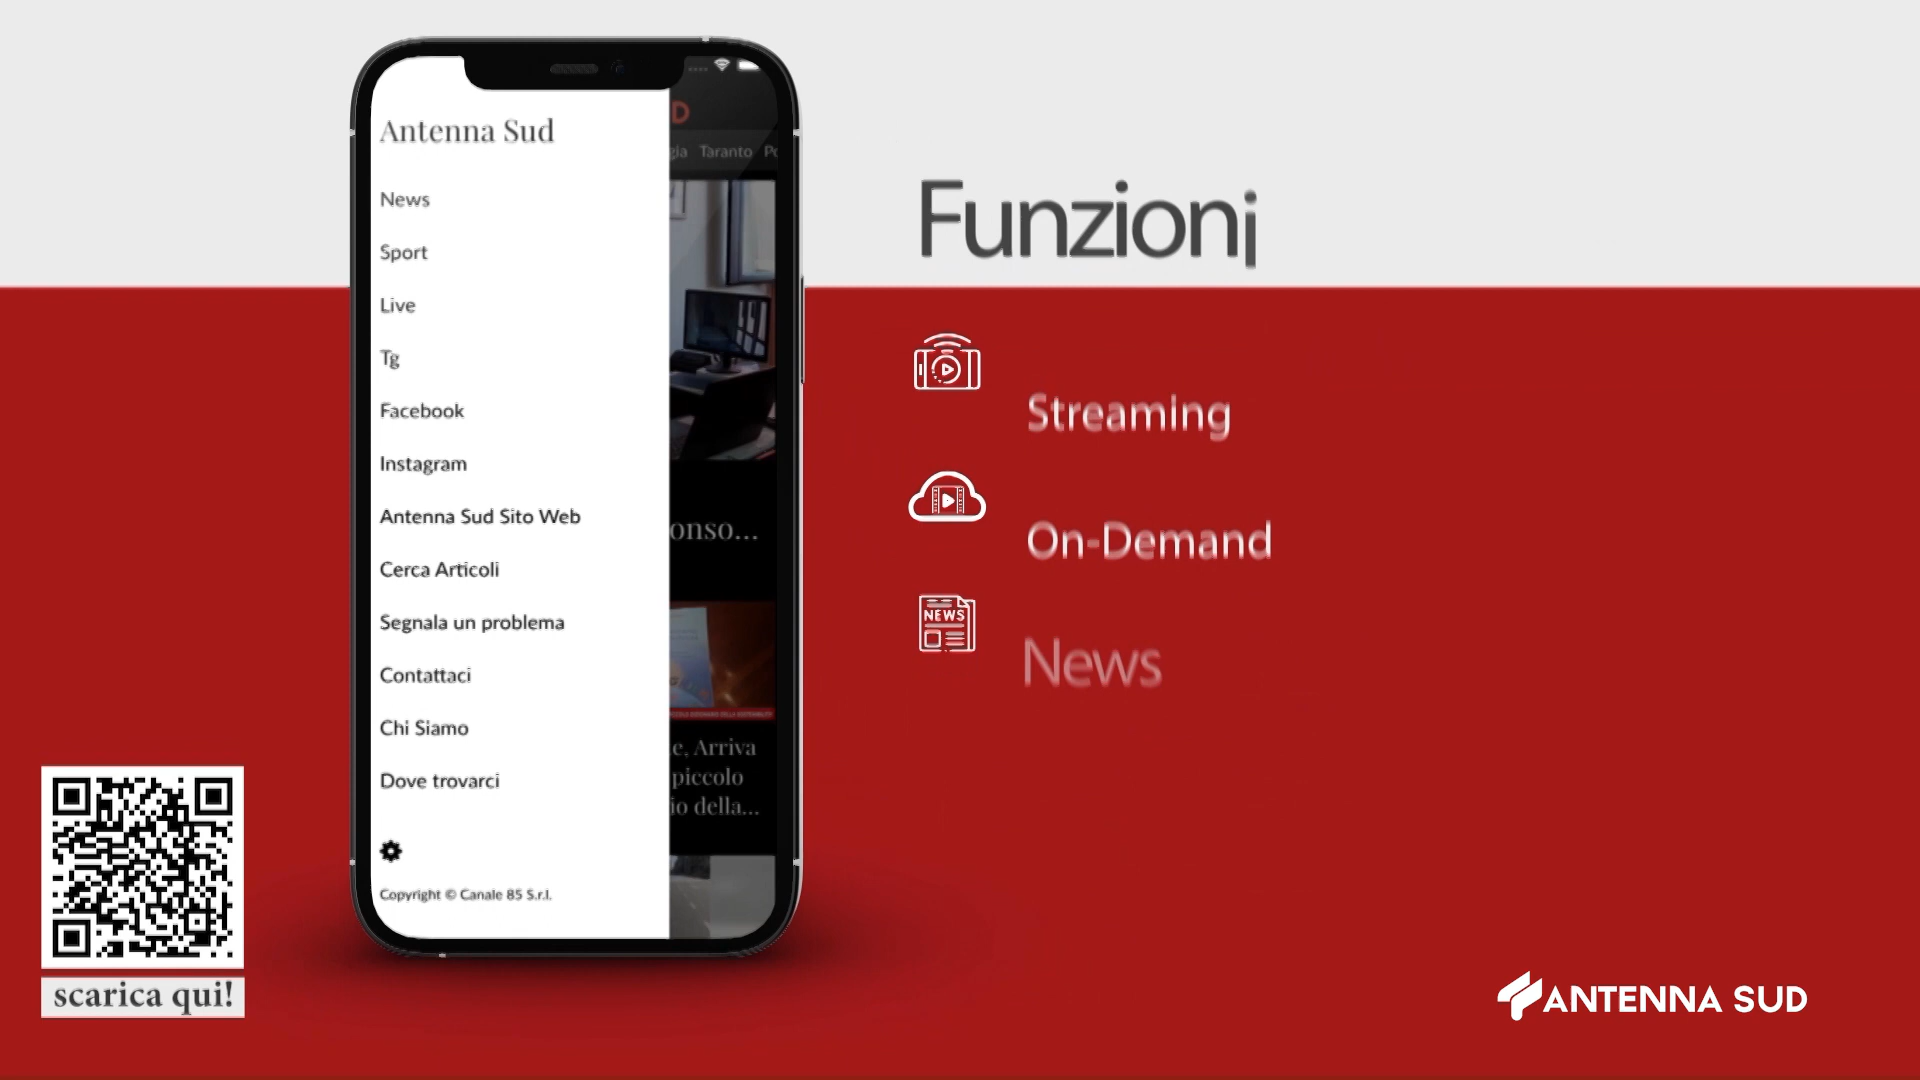 Antenna Sud
News
Sport
Live
Tg
Facebook
Instagram
Antenna Sud Sito Web
Cerca Articoli
Segnala un problema
Contattaci
Chi Siamo
Dove trovarci
Copyright © Canale 85 S.r.l.
D
gia Taranto Po
onso...
e, Arriva
piccolo
io della...
Funzioni
Streaming
On-Demand
NEWS
News
scarica qui!
ANTENNA SUD